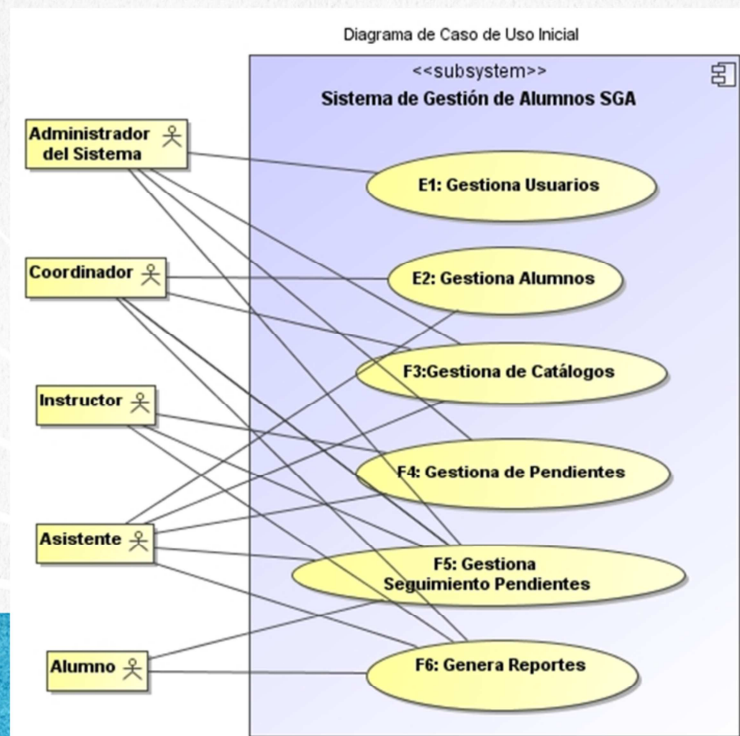 Diagrama de Caso de Uso Inicial
<<subsystem>>
Sistema de Gestión de Alumnos SGA
Administrador
del Sistema
E1: Gestiona Usuarios
Coordinador
E2: Gestiona Alumnos
F3:Gestiona de Catálogos
Instructor
F4: Gestiona de Pendientes
Asistente
F5: Gestiona
Seguimiento Pendientes
Alumno
F6: Genera Reportes